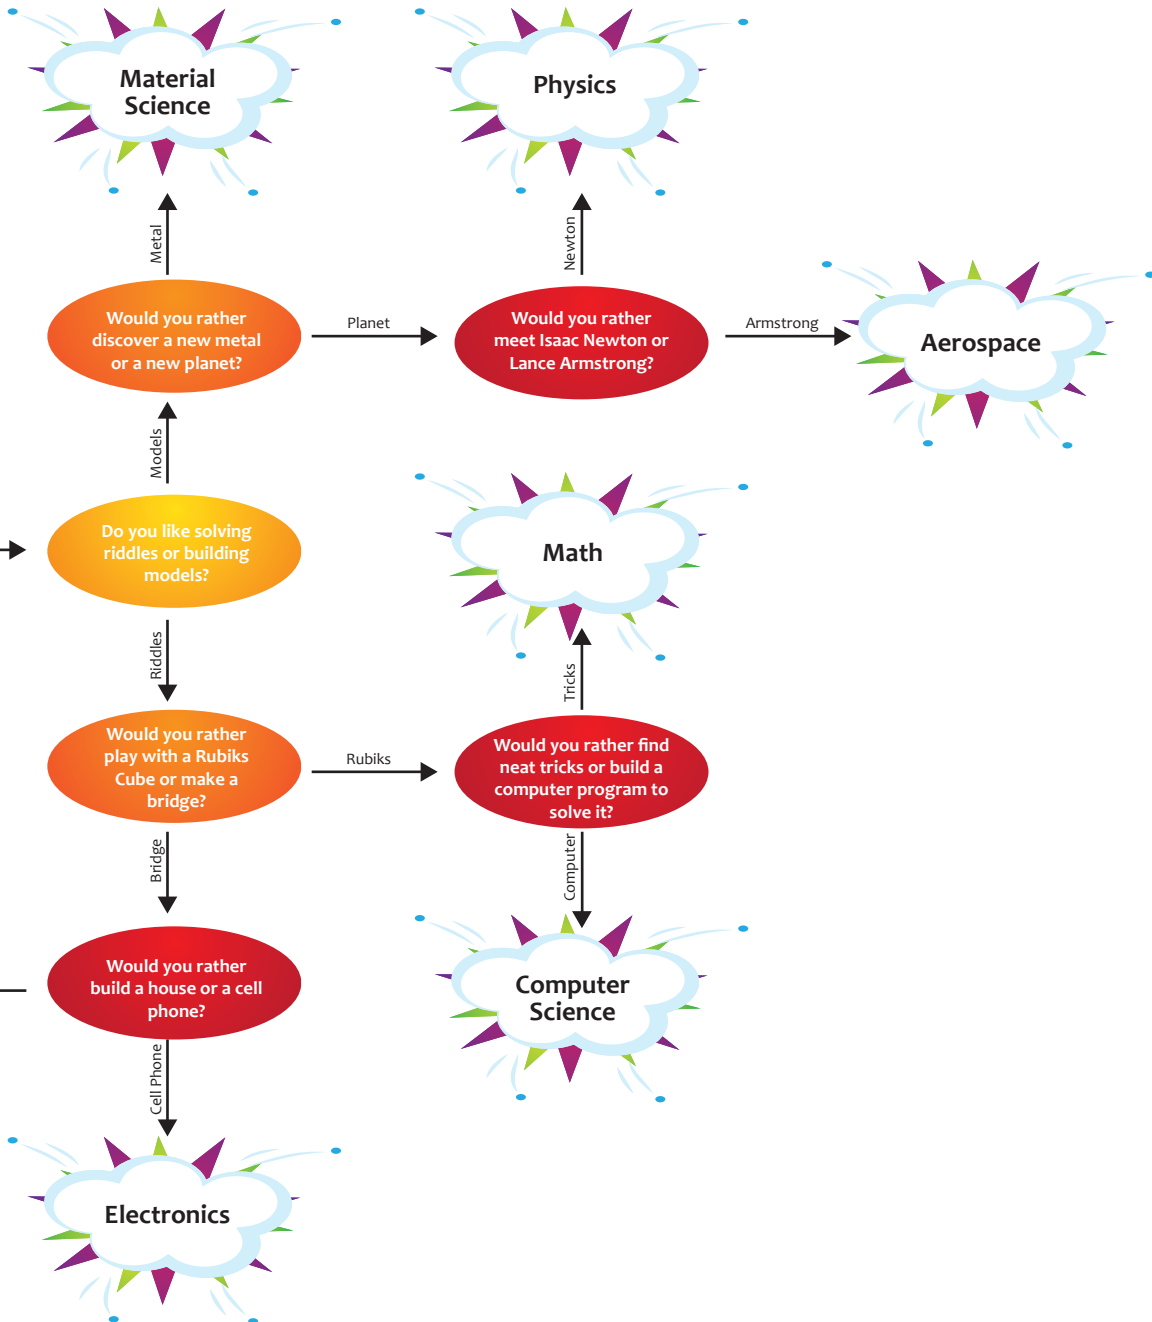 Material
Science
Physics
Metal
Newton
Would you rather
discover a new metal
or a new planet?
Planet
Would you rather
meet Isaac Newton or
Lance Armstrong?
Armstrong
Aerospace
Models
Do you like solving
riddles or building
models?
Math
Riddles
Tricks
Would you rather
play with a Rubiks
Cube or make a
bridge?
Rubiks
Would you rather find
neat tricks or build a
computer program to
solve it?
Bridge
Computer
Would you rather
build a house or a cell
phone?
Computer
Science
Cell Phone
Electronics